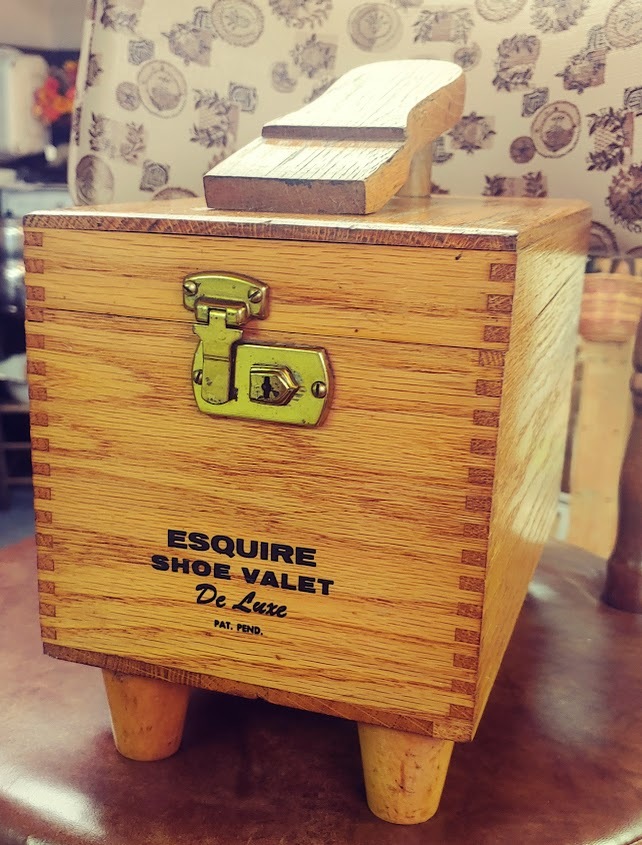 ESQUIRE
SHOE VALET
De Luxe
PAT. PEND.